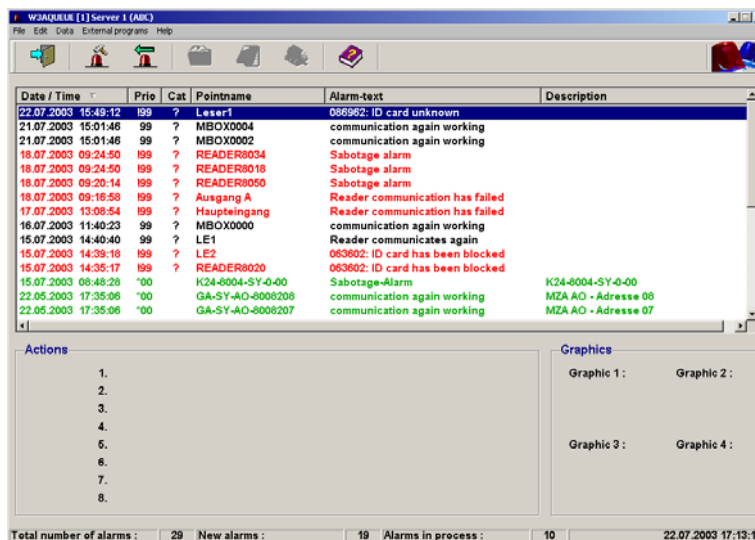 W3AQUEUE [1] Server 1 (ABC)
File Edit Data External programs Help
Date / Time Prio Cat Pointname Alarm-text Description
22.07.2003 15:49:12 !99 ? Leser1 086962: ID card unknown
21.07.2003 15:01:46 99 ? MBOX0004 communication again working
21.07.2003 15:01:46 99 ? MBOX0002 communication again working
18.07.2003 09:24:50 !99 ? READER8034 Sabotage alarm
18.07.2003 09:24:50 !99 ? READER8018 Sabotage alarm
18.07.2003 09:20:14 !99 ? READER8050 Sabotage alarm
18.07.2003 09:16:58 !99 ? Ausgang A Reader communication has failed
17.07.2003 13:08:54 !99 ? Haupteingang Reader communication has failed
16.07.2003 11:40:23 99 ? MBOX0000 communication again working
15.07.2003 14:40:40 99 ? LE1 Reader communicates again
15.07.2003 14:39:18 !99 ? LE2 063602: ID card has been blocked
15.07.2003 14:35:17 !99 ? READER8020 063602: ID card has been blocked
15.07.2003 08:48:28 *00 K24-8004-SY-0-00 Sabotage-Alarm K24-8004-SY-0-00
22.05.2003 17:35:06 *00 GA-SY-AO-8008208 communication again working MZA AO - Adresse 08
22.05.2003 17:35:06 *00 GA-SY-AO-8008207 communication again working MZA AO - Adresse 07
Actions
1.
2.
3.
4.
5.
6.
7.
8.
Graphics
Graphic 1 : Graphic 2 :
Graphic 3 : Graphic 4 :
Total number of alarms : 29 New alarms : 19 Alarms in process : 10 22.07.2003 17:13:1